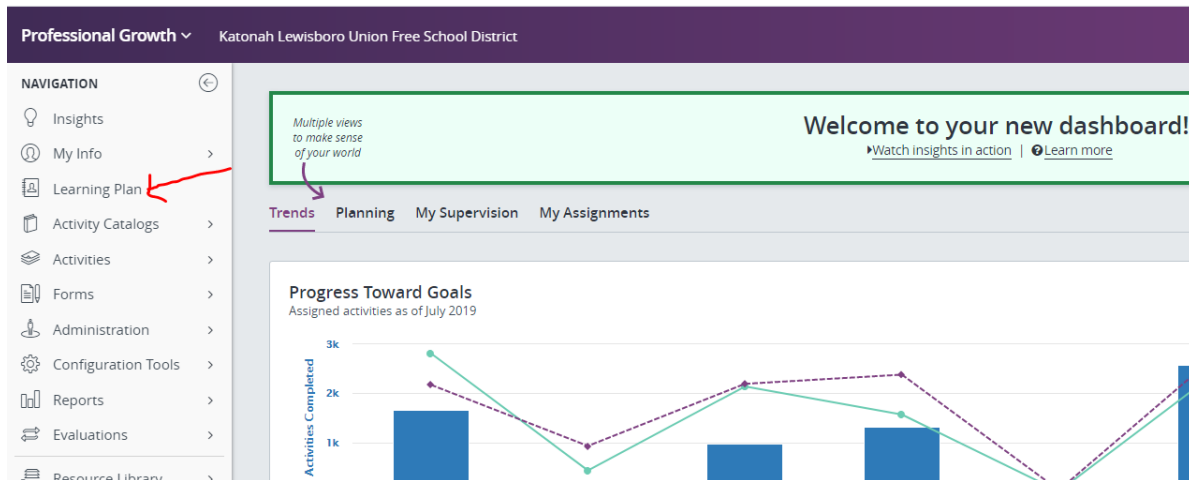 Professional Growth
Katonah Lewisboro Union Free School District
NAVIGATION
Insights
My Info
Learning Plan
Activity Catalogs
Activities
Forms
Administration
Configuration Tools
Reports
Evaluations
Resource Library
Multiple views
to make sense
of your world
Welcome to your new dashboard!
Watch insights in action | Learn more
Trends Planning My Supervision My Assignments
Progress Toward Goals
Assigned activities as of July 2019
3k
2k
1k
Activities Completed